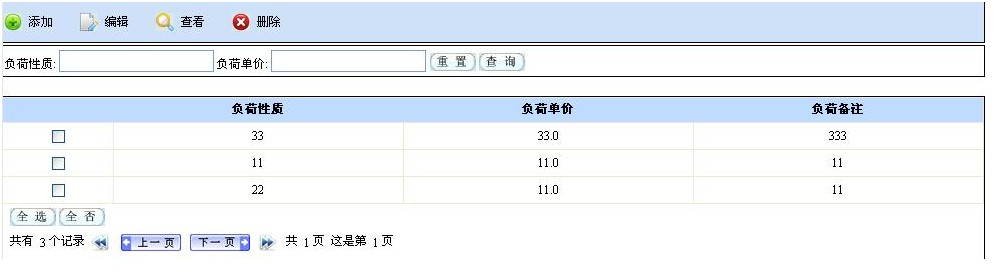 添加 编辑 查看 删除
负荷性质: 负荷单价: 重 置 查 询
负荷性质 负荷单价 负荷备注
33 33.0 333
11 11.0 11
22 11.0 11
全 选 全 否
共有 3个记录 上一页 下一页 共 1页 这是第 1页